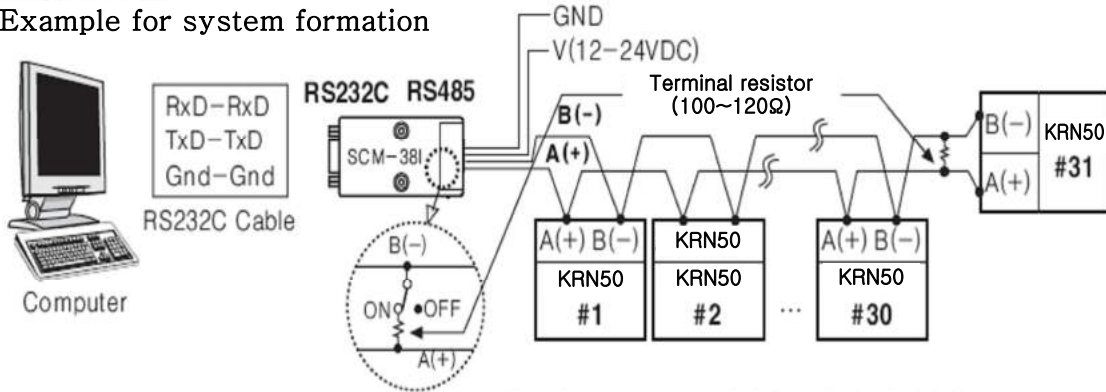 Example for system formation
GND
V(12-24VDC)
RS232C RS485
RxD-RxD
TxD-TxD
Gnd-Gnd
RS232C Cable
SCM-38I
B(-)
A(+)
Terminal resistor
(100~120Ω)
B(-)
A(+)
KRN50
#31
Computer
B(-)
ON OFF
A(+)
A(+) B(-)
KRN50
#1
KRN50
KRN50
#2
...
A(+) B(-)
KRN50
#30